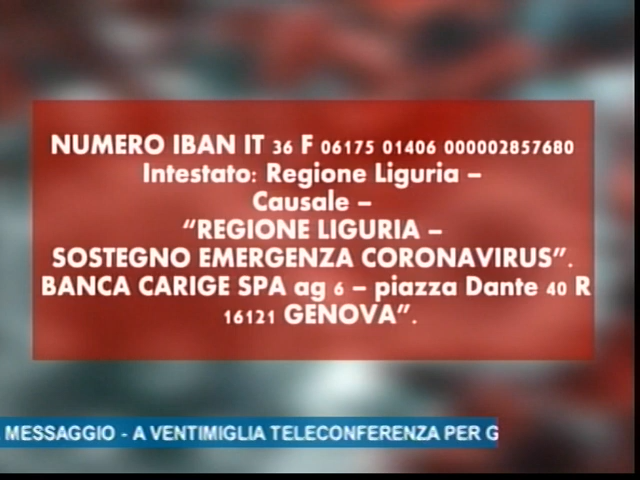 NUMERO IBAN IT 36 F 06175 01406 000002857680
Intestato: Regione Liguria –
Causale –
“REGIONE LIGURIA –
SOSTEGNO EMERGENZA CORONAVIRUS”.
BANCA CARIGE SPA ag 6 – piazza Dante 40 R
16121 GENOVA”.
MESSAGGIO - A VENTIMIGLIA TELECONFERENZA PER G